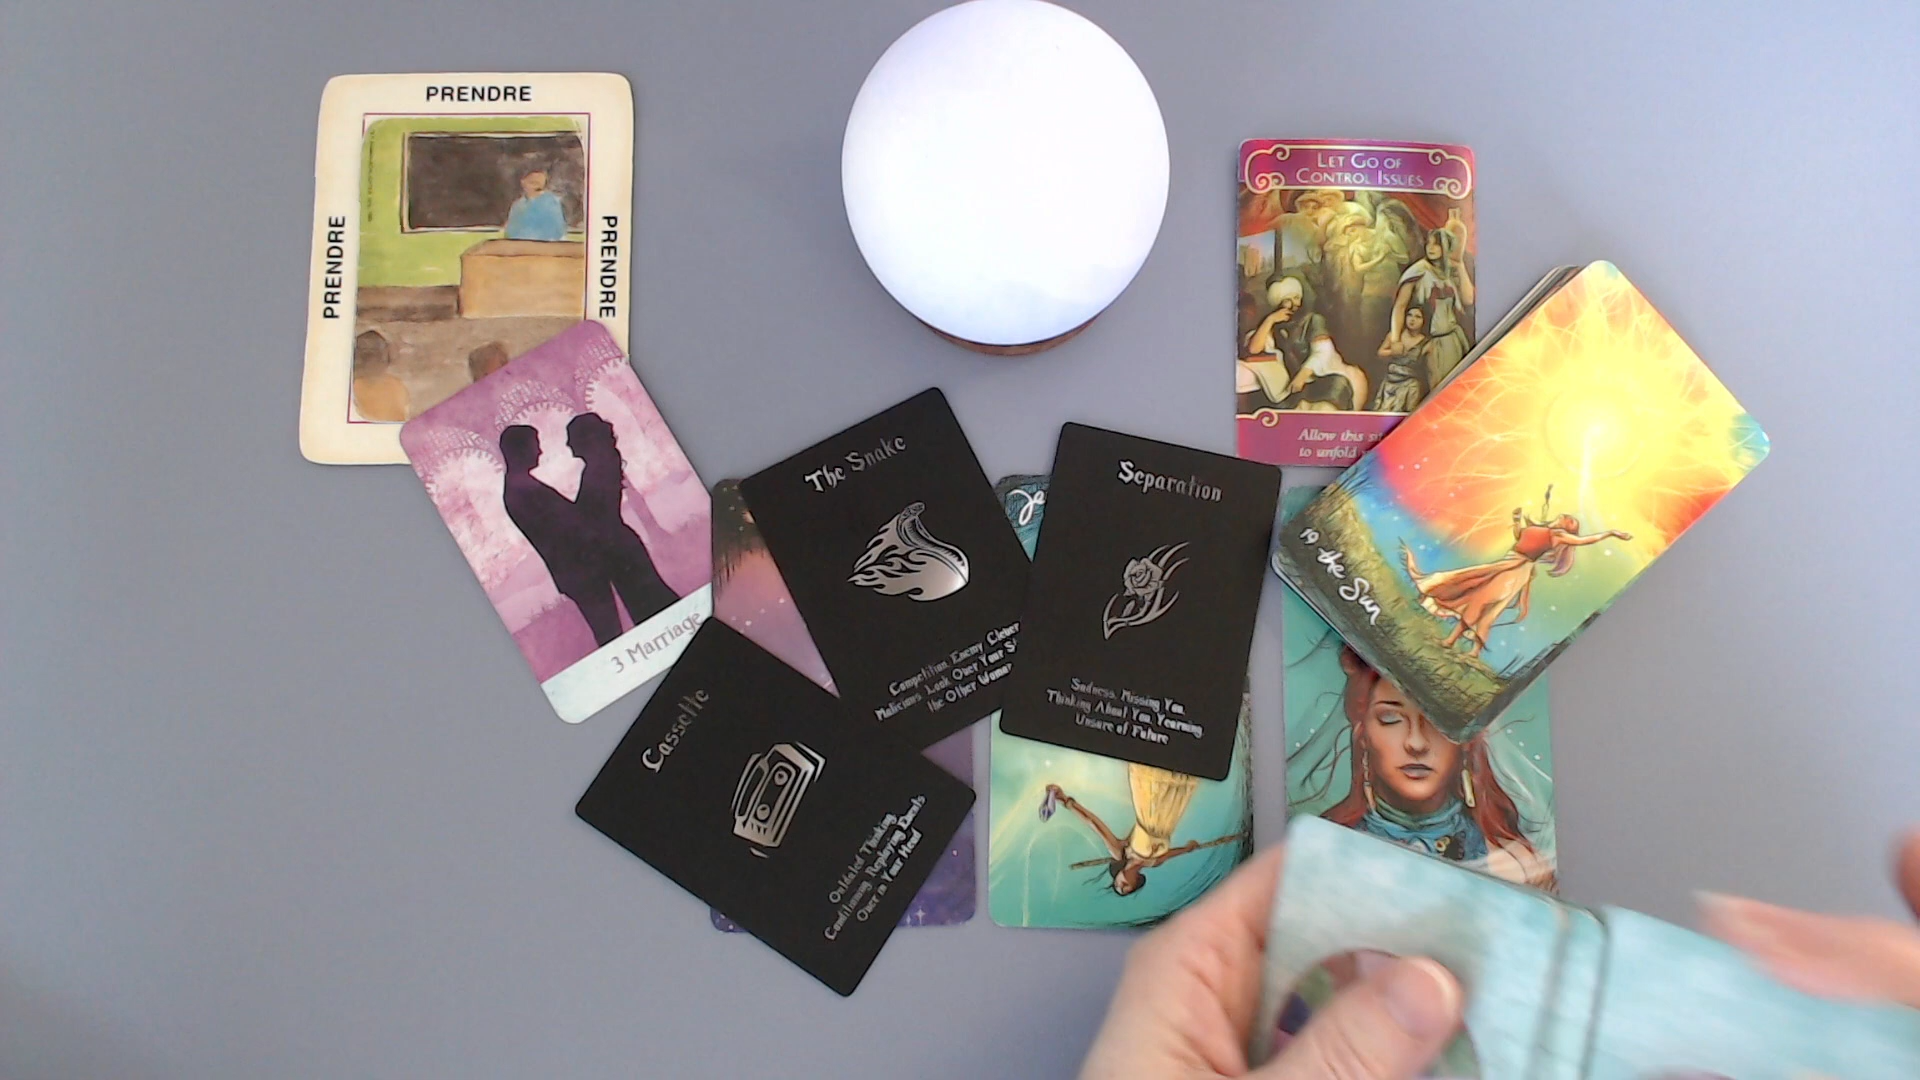 PRENDRE
PRENDRE
PRENDRE
LET GO OF
CONTROL ISSUES
Allow this
to unfold
19 the Sun
3 Marriage
The Snake
Competition, Enemy, Clever
Malicious, Look Over Your
the Other Woman
Separation
Sadness, Missing You,
Thinking About You, Yearning
Unsure of Future
Cassette
Outdated Thinking
Conditioning, Replaying Events
Over in Your Head